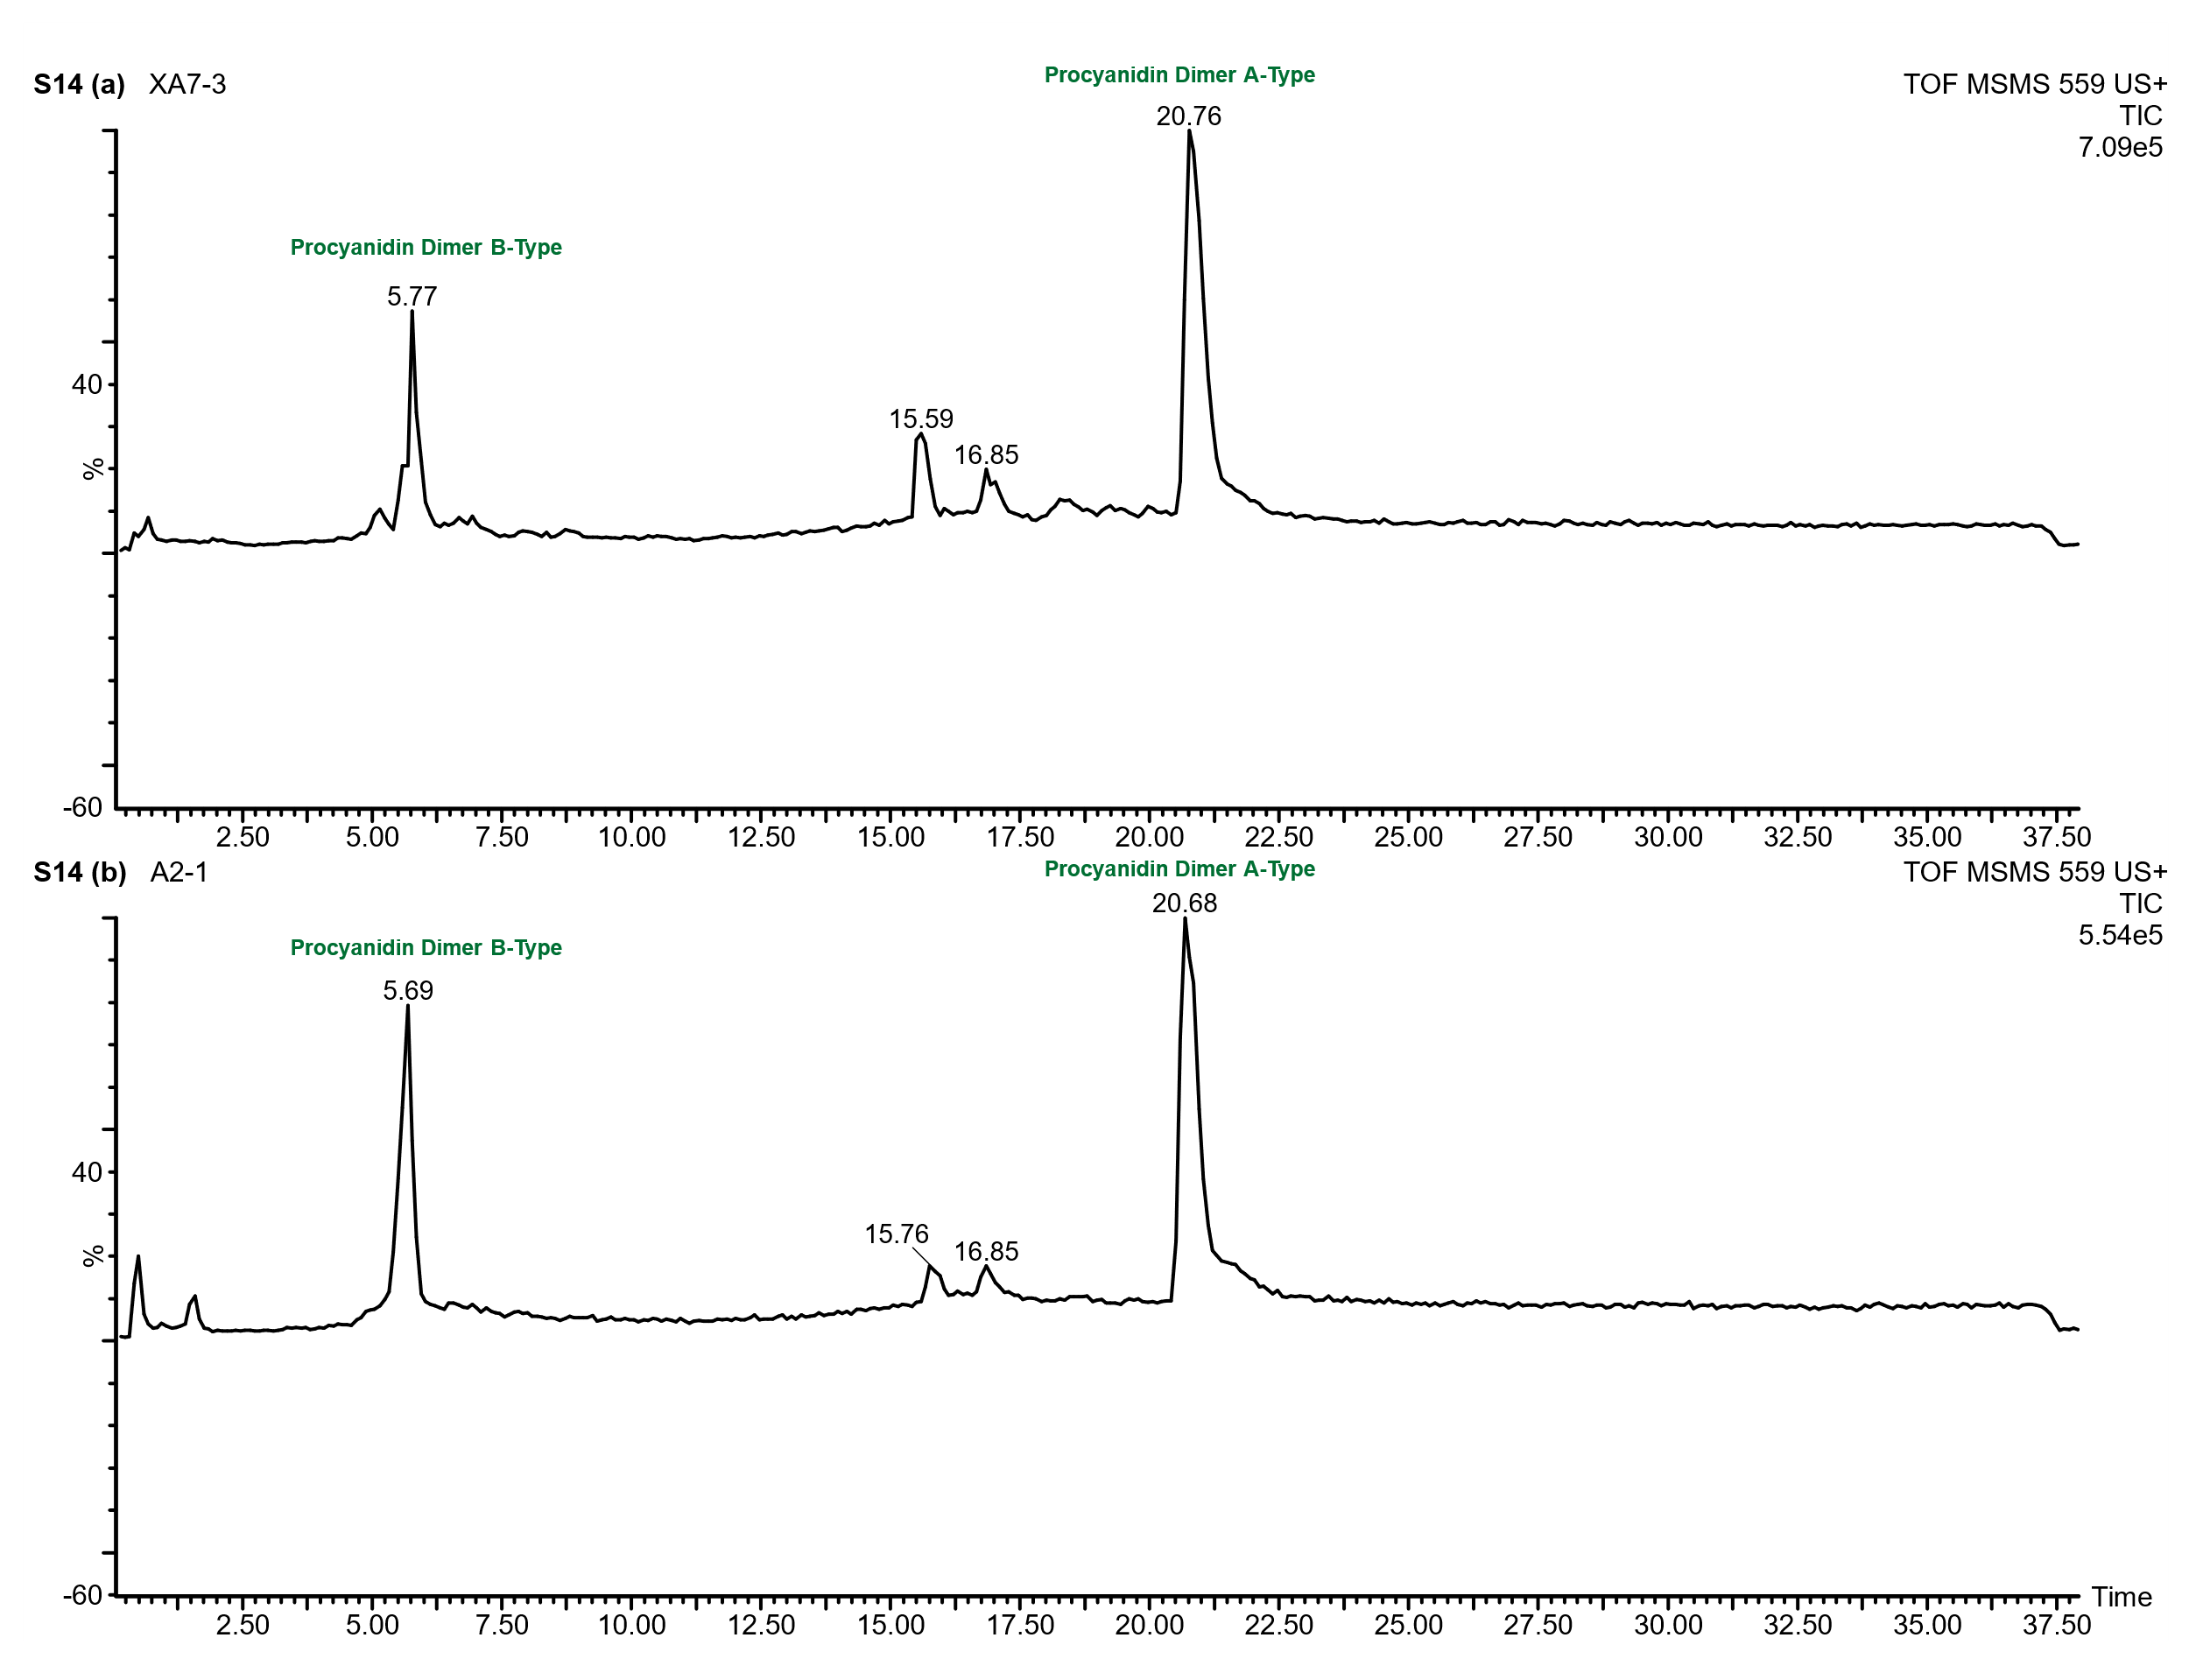 Procyanidin Dimer A-Type
S14 (a) XA7-3
TOF MSMS 559 US+
20.76
TIC
7.09e5
Procyanidin Dimer B-Type
5.77
40
15.59
16.85
%
-60
2.50 5.00 7.50 10.00 12.50 15.00 17.50 20.00 22.50 25.00 27.50 30.00 32.50 35.00 37.50
Procyanidin Dimer A-Type
S14 (b) A2-1
TOF MSMS 559 US+
20.68
TIC
5.54e5
Procyanidin Dimer B-Type
5.69
40
15.76
16.85
%
-60
Time
2.50 5.00 7.50 10.00 12.50 15.00 17.50 20.00 22.50 25.00 27.50 30.00 32.50 35.00 37.50